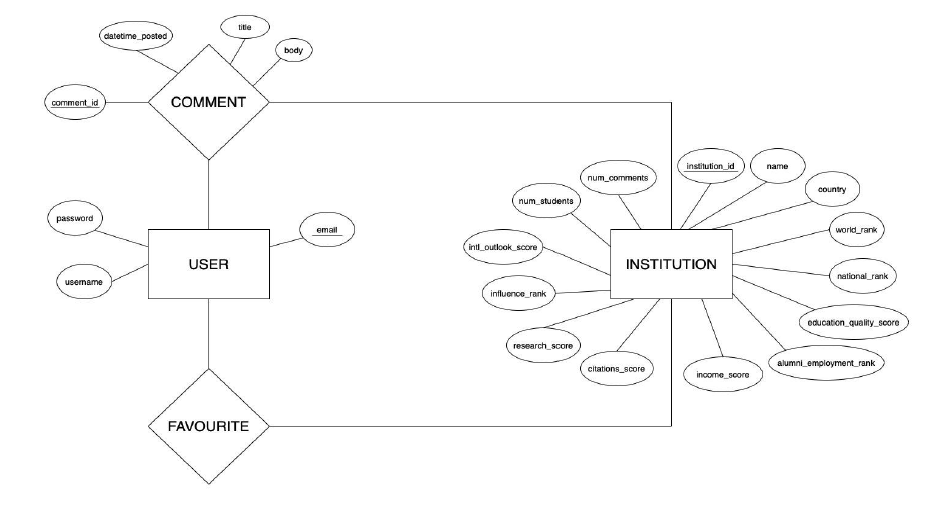 title
datetime_posted
body
comment_id
COMMENT
institution_id
name
num_comments
country
num_students
password
email
world_rank
intl_outlook_score
USER
INSTITUTION
national_rank
username
influence_rank
education_quality_score
research_score
alumni_employment_rank
citations_score
income_score
FAVOURITE